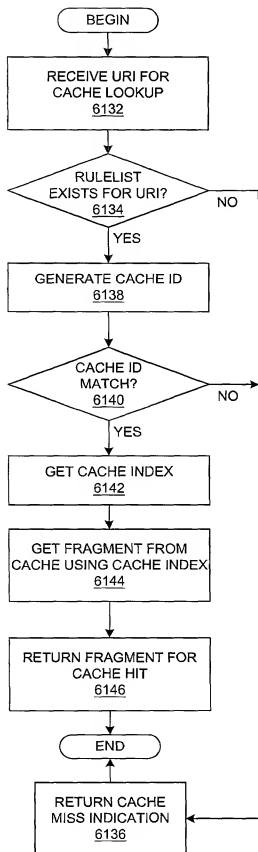 BEGIN
RECEIVE URI FOR
CACHE LOOKUP
6132
RULELIST
EXISTS FOR URI?
6134
NO
YES
GENERATE CACHE ID
6138
CACHE ID
MATCH?
6140
NO
YES
GET CACHE INDEX
6142
GET FRAGMENT FROM
CACHE USING CACHE INDEX
6144
RETURN FRAGMENT FOR
CACHE HIT
6146
END
RETURN CACHE
MISS INDICATION
6136